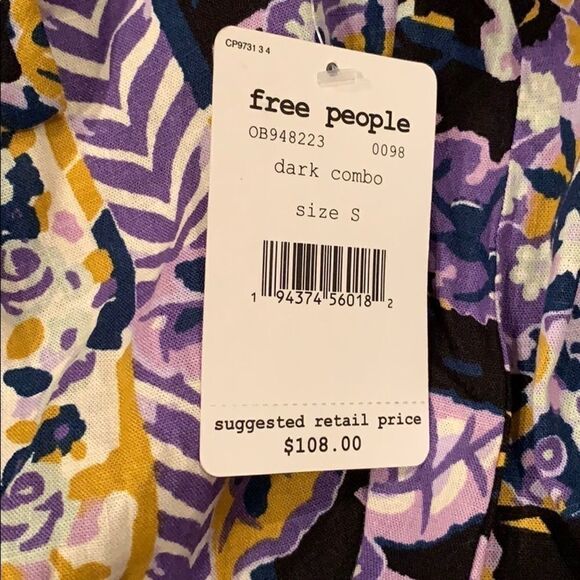 CP9731 3 4
free people
OB948223 0098
dark combo
size S
1 94374 56018 2
suggested retail price
$108.00